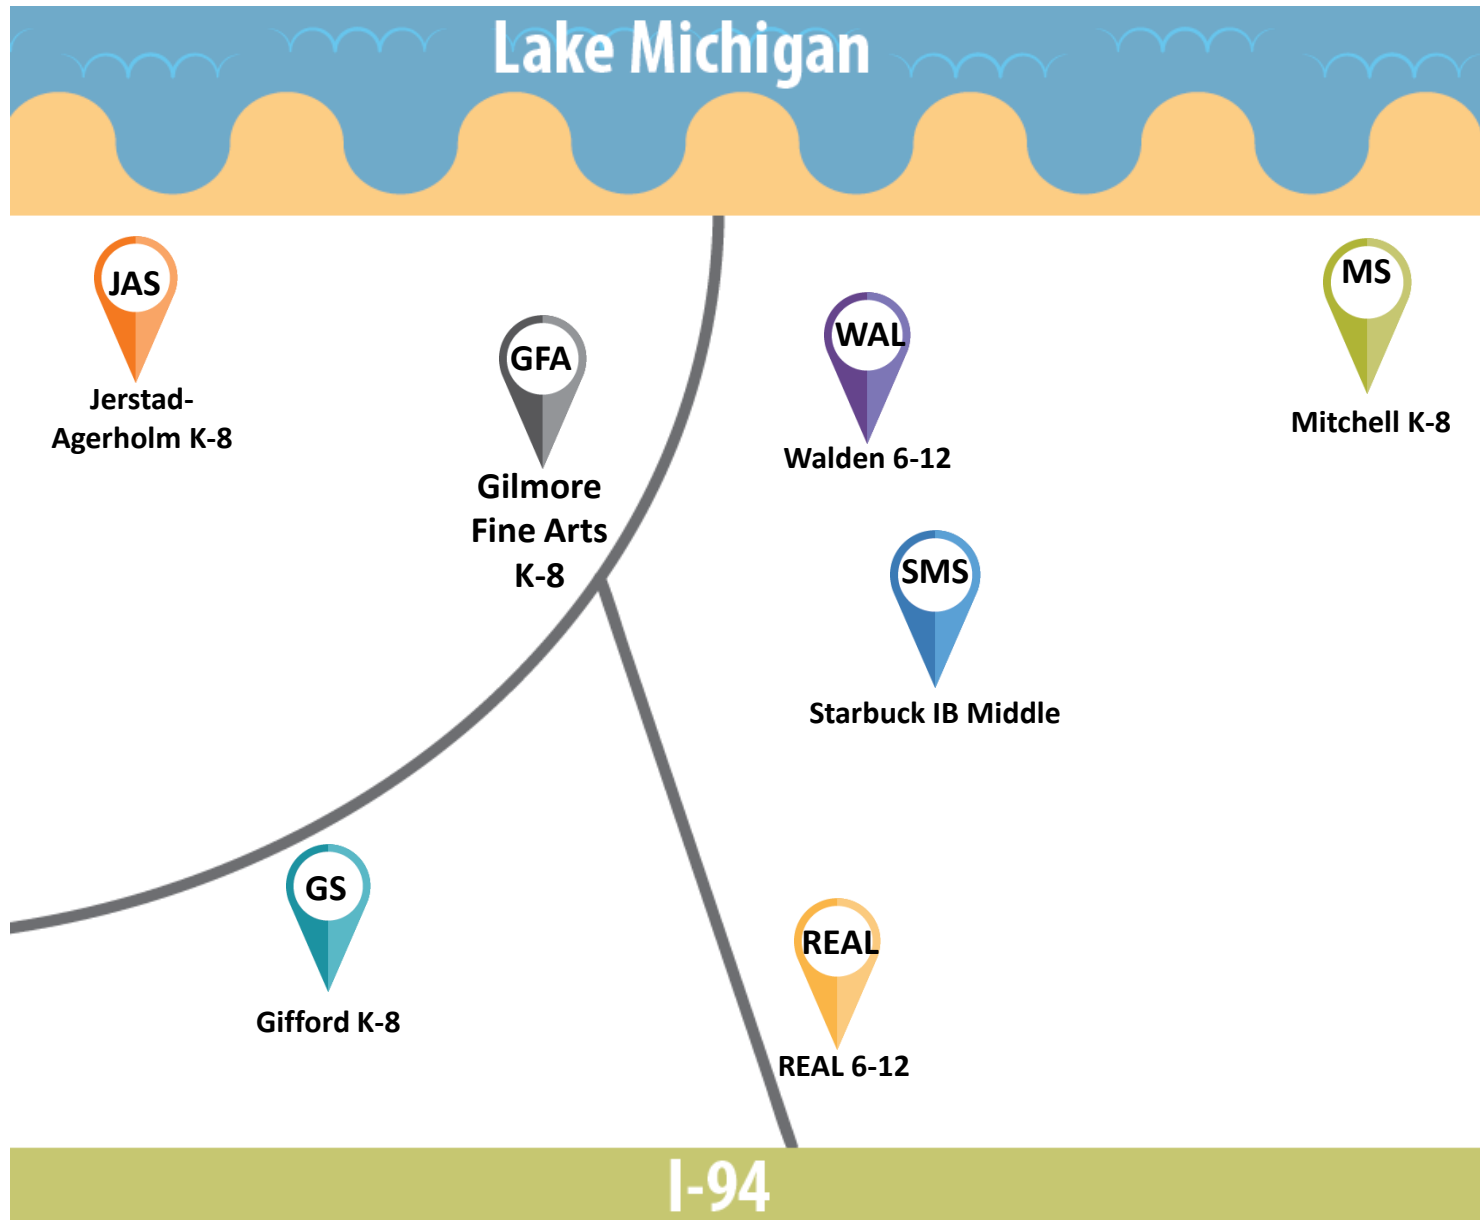 Lake Michigan
JAS
Jerstad-
Agerholm K-8
GFA
Gilmore
Fine Arts
K-8
WAL
Walden 6-12
MS
Mitchell K-8
SMS
Starbuck IB Middle
GS
Gifford K-8
REAL
REAL 6-12
I-94